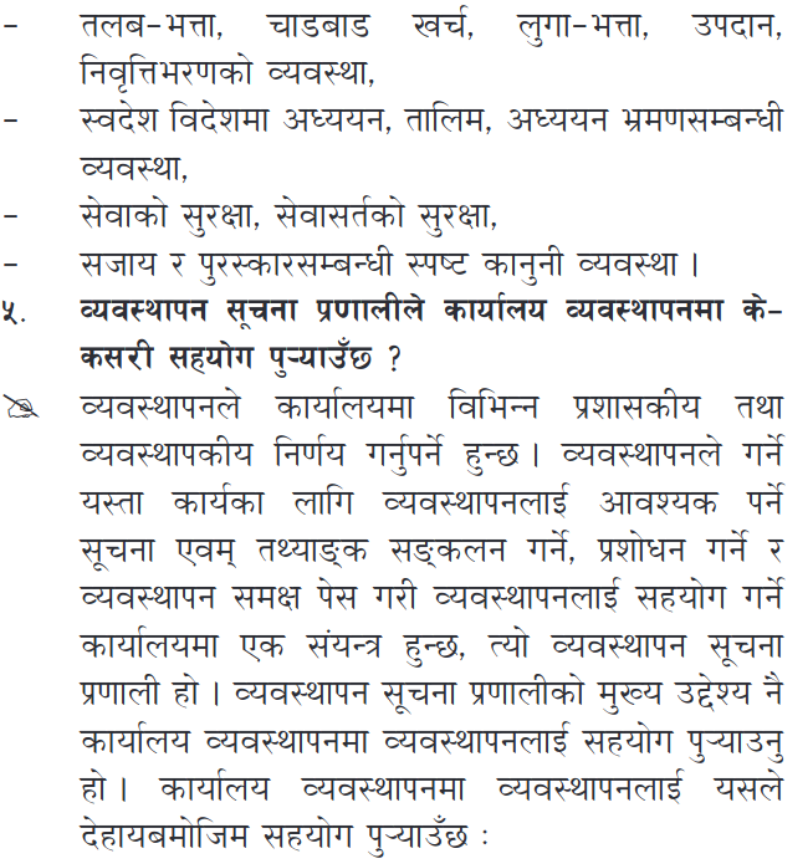 – तलब-भत्ता, चाडबाड खर्च, लुगा-भत्ता, उपदान,
निवृत्तिभरणको व्यवस्था,
– स्वदेश विदेशमा अध्ययन, तालिम, अध्ययन भ्रमणसम्बन्धी
व्यवस्था,
– सेवाको सुरक्षा, सेवासर्तको सुरक्षा,
– सजाय र पुरस्कारसम्बन्धी स्पष्ट कानुनी व्यवस्था ।
५. व्यवस्थापन सूचना प्रणालीले कार्यालय व्यवस्थापनमा के-
कसरी सहयोग पुऱ्याउँछ ?
✍ व्यवस्थापनले कार्यालयमा विभिन्न प्रशासकीय तथा
व्यवस्थापकीय निर्णय गर्नुपर्ने हुन्छ । व्यवस्थापनले गर्ने
यस्ता कार्यका लागि व्यवस्थापनलाई आवश्यक पर्ने
सूचना एवम् तथ्याङ्क सङ्कलन गर्ने, प्रशोधन गर्ने र
व्यवस्थापन समक्ष पेस गरी व्यवस्थापनलाई सहयोग गर्ने
कार्यालयमा एक संयन्त्र हुन्छ, त्यो व्यवस्थापन सूचना
प्रणाली हो । व्यवस्थापन सूचना प्रणालीको मुख्य उद्देश्य नै
कार्यालय व्यवस्थापनमा व्यवस्थापनलाई सहयोग पुऱ्याउनु
हो । कार्यालय व्यवस्थापनमा व्यवस्थापनलाई यसले
देहायबमोजिम सहयोग पुऱ्याउँछ :